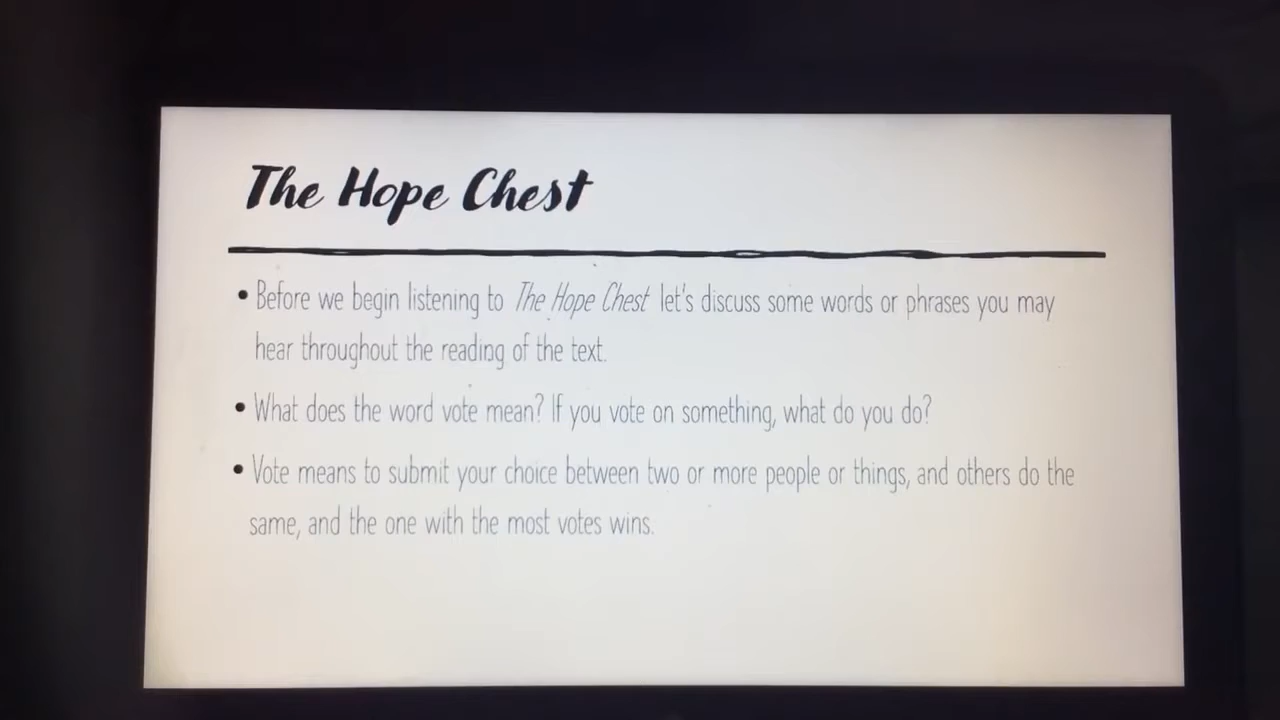 The Hope Chest
• Before we begin listening to The Hope Chest let's discuss some words or phrases you may
hear throughout the reading of the text.
• What does the word vote mean? If you vote on something, what do you do?
• Vote means to submit your choice between two or more people or things, and others do the
same, and the one with the most votes wins.